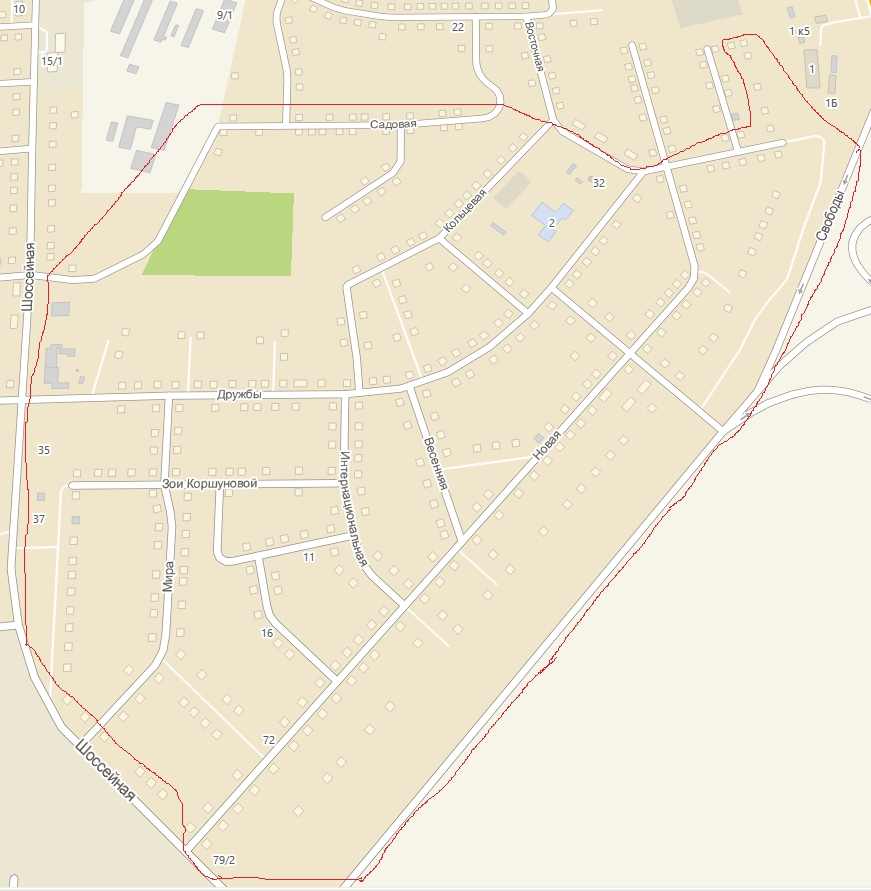 10
9/1
22
Восточная
1 к5
15/1
1
1Б
Садовая
32
Кольцевая
2
Свободы
Шоссейная
Дружбы
35
Весенняя
Новая
Интернациональная
Зои Коршуновой
37
11
Мира
16
72
Шоссейная
79/2